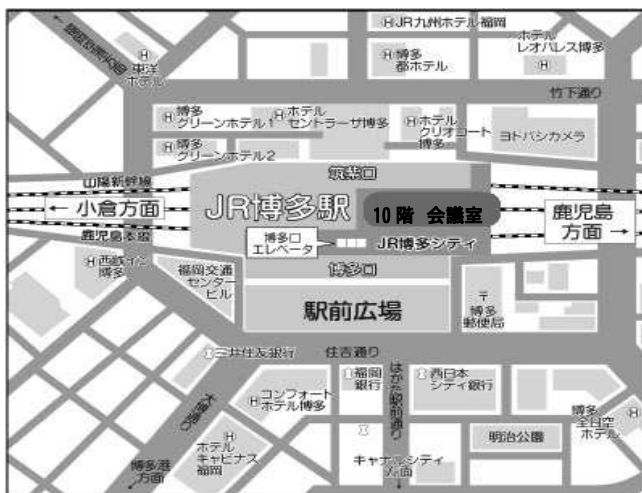 JR九州ホテル福岡
博多
都ホテル
ホテル
レオパレス博多
東洋
ホテル
竹下通り
博多
グリーンホテル1
ホテル
セントラーザ博多
ホテル
クリオコート
博多
ヨドバシカメラ
博多
グリーンホテル2
筑紫口
山陽新幹線
← 小倉方面
JR博多駅
10階 会議室
鹿児島
方面 →
博多口
エレベータ
JR博多シティ
鹿児島本線
西鉄イン
博多
福岡交通
センター
ビル
博多口
駅前広場
〒
博多
郵便局
三井住友銀行
住吉通り
福岡
銀行
はかた駅前通り
西日本
シティ銀行
大博通り
コンフォート
ホテル博多
博多
全日空
ホテル
明治公園
ホテル
キャビナス
福岡
キャナルシティ
方面
博多港
方面